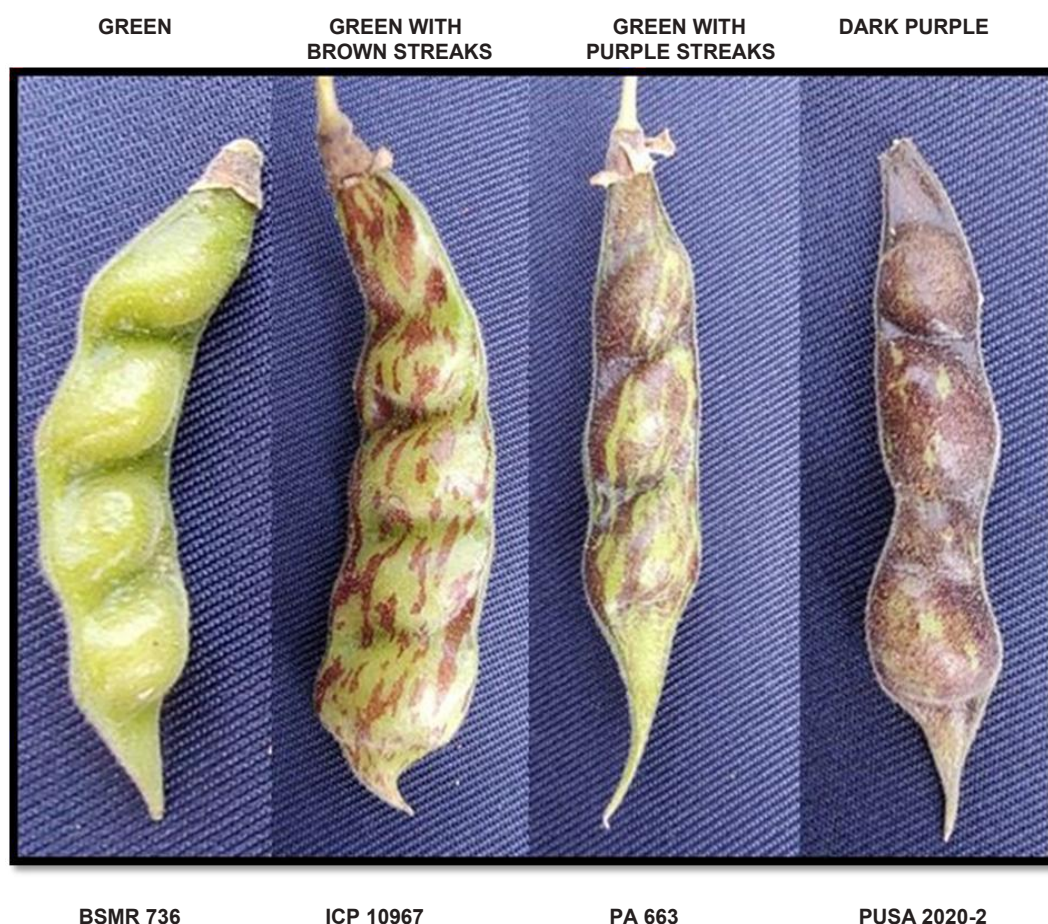 GREEN
GREEN WITH
BROWN STREAKS
GREEN WITH
PURPLE STREAKS
DARK PURPLE
BSMR 736
ICP 10967
PA 663
PUSA 2020-2